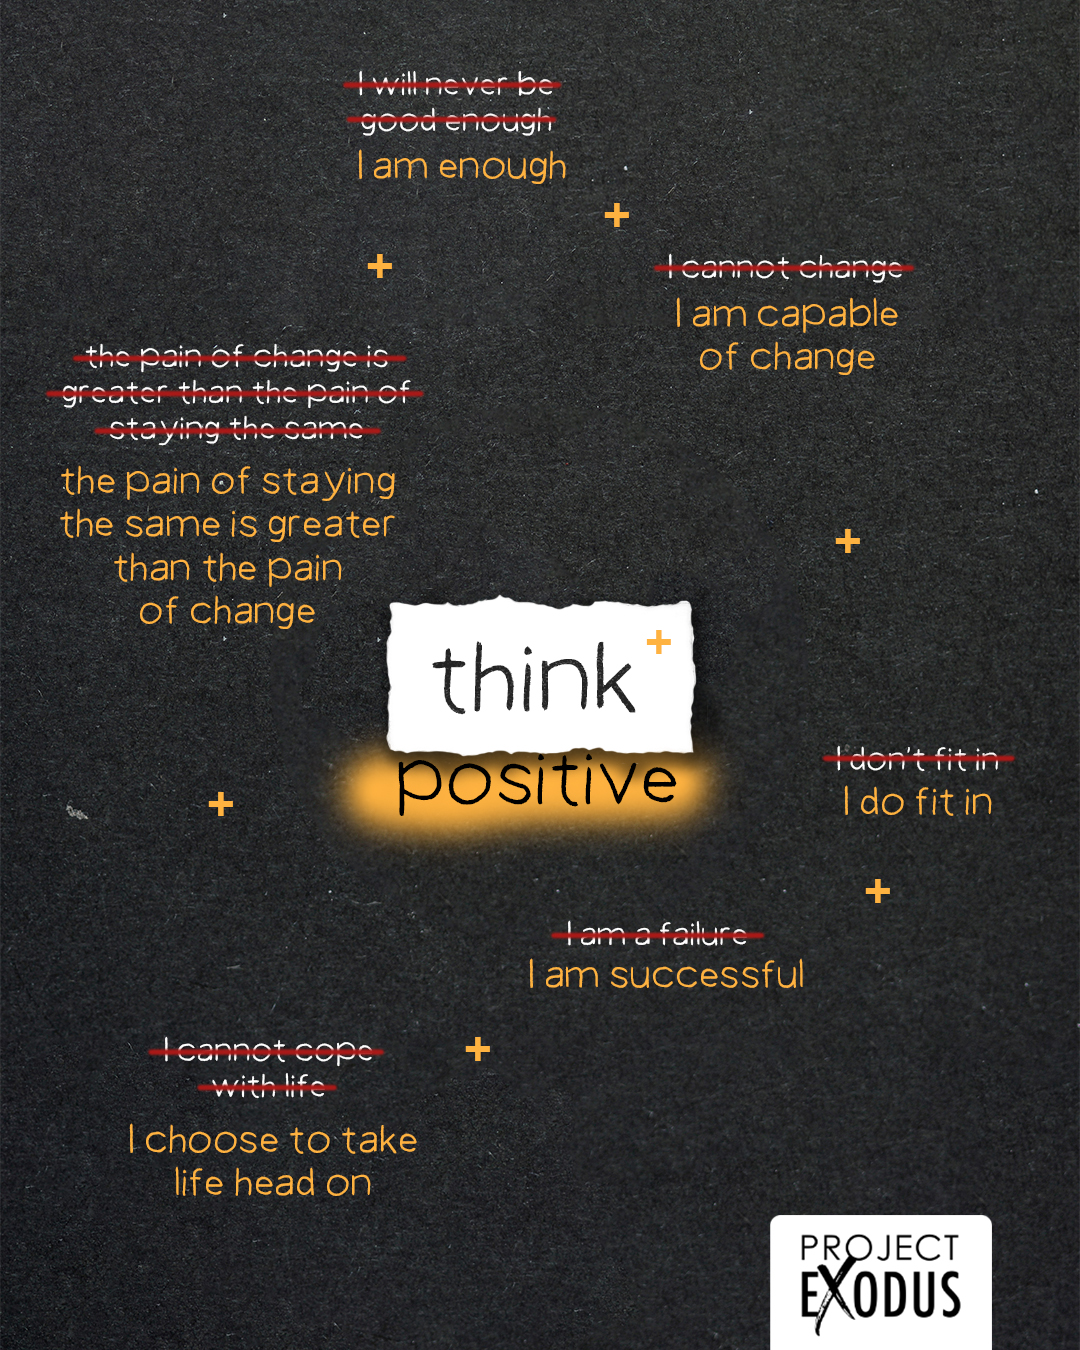 I will never be
good enough
I am enough
I cannot change
I am capable
of change
the pain of change is
greater than the pain of
staying the same
the pain of staying
the same is greater
than the pain
of change
think
positive
I don't fit in
I do fit in
I am a failure
I am successful
I cannot cope
with life
I choose to take
life head on
PROJECT
EXODUS